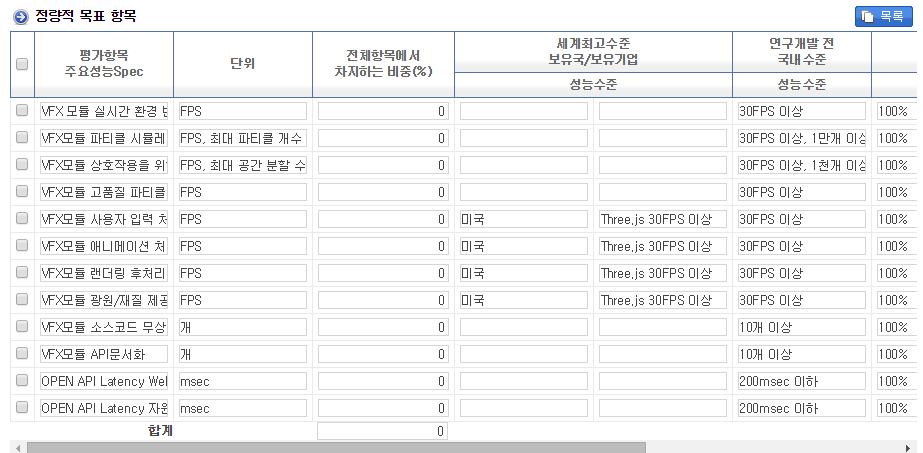 정량적 목표 항목
목록
평가항목 주요성능Spec 단위 전체항목에서 차지하는 비중(%) 세계최고수준 보유국/보유기업 연구개발 전 국내수준
성능수준 성능수준
VFX 모듈 실시간 환경 FPS 0 30FPS 이상 100%
VFX모듈 파티클 시뮬레 FPS, 최대 파티클 개수 0 30FPS 이상, 1만개 이상 100%
VFX모듈 상호작용을 위 FPS, 최대 공간 분할 수 0 30FPS 이상, 1천개 이상 100%
VFX모듈 고품질 파티클 FPS 0 30FPS 이상 100%
VFX모듈 사용자 입력 처 FPS 0 미국 Three.js 30FPS 이상 30FPS 이상 100%
VFX모듈 애니메이션 처 FPS 0 미국 Three.js 30FPS 이상 30FPS 이상 100%
VFX모듈 랜더링 후처리 FPS 0 미국 Three.js 30FPS 이상 30FPS 이상 100%
VFX모듈 광원/재질 제공 FPS 0 미국 Three.js 30FPS 이상 30FPS 이상 100%
VFX모듈 소스코드 무상 개 0 10개 이상 100%
VFX모듈 API문서화 개 0 10개 이상 100%
OPEN API Latency Wel msec 0 200msec 이하 100%
OPEN API Latency 자원 msec 0 200msec 이하 100%
합계 0